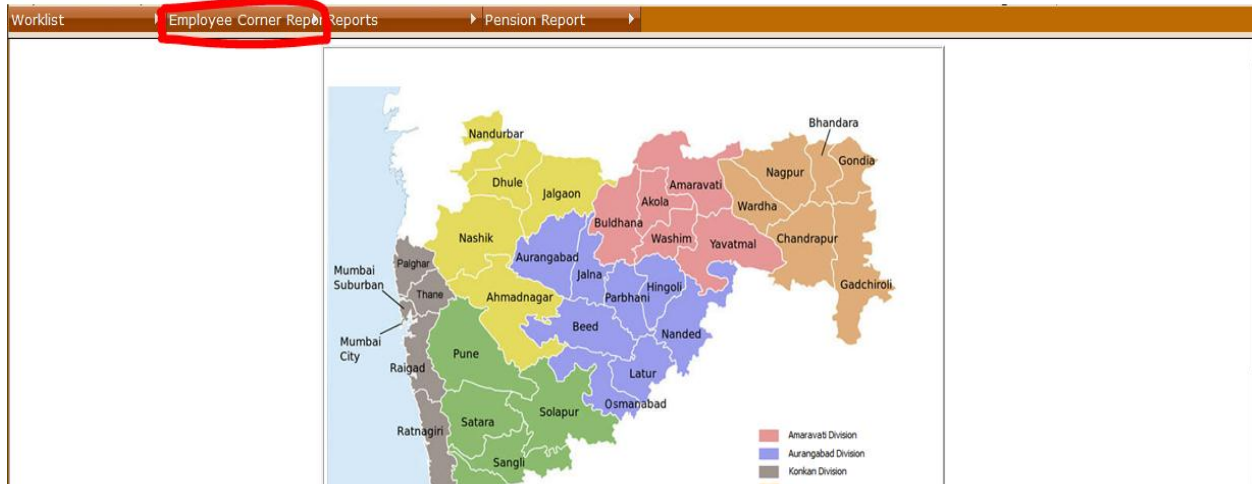 Worklist
Employee Corner Repor
Reports
Pension Report
Nandurbar
Bhandara
Dhule
Jalgaon
Amaravati
Nagpur
Gondia
Akola
Buldhana
Wardha
Nashik
Washim
Yavatmal
Chandrapur
Palghar
Aurangabad
Mumbai
Suburban
Jalna
Hingoli
Gadchiroli
Thane
Ahmadnagar
Parbhani
Beed
Nanded
Mumbai
City
Pune
Raigad
Latur
Osmanabad
Solapur
Satara
Ratnagiri
Sangli
Amaravati Division
Aurangabad Division
Konkan Division